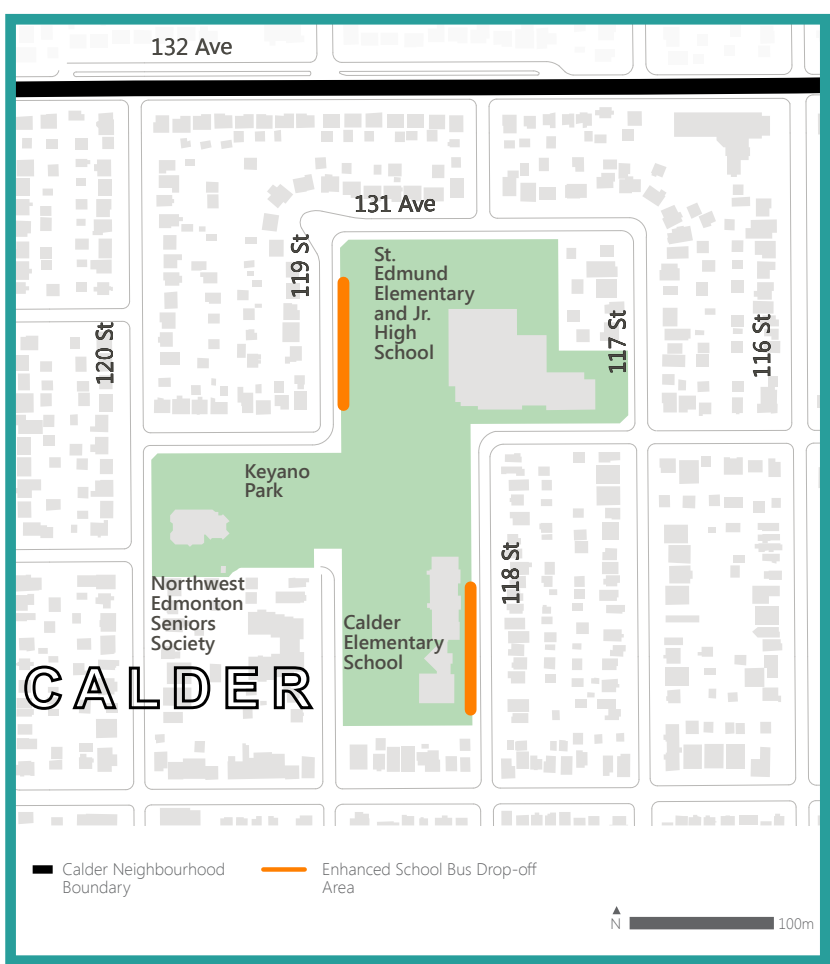 132 Ave
131 Ave
119 St
St.
Edmund
Elementary
and Jr.
High
School
120 St
117 St
116 St
Keyano
Park
118 St
Northwest
Edmonton
Seniors
Society
Calder
Elementary
School
CALDER
Calder Neighbourhood
Boundary
Enhanced School Bus Drop-off
Area
N
100m